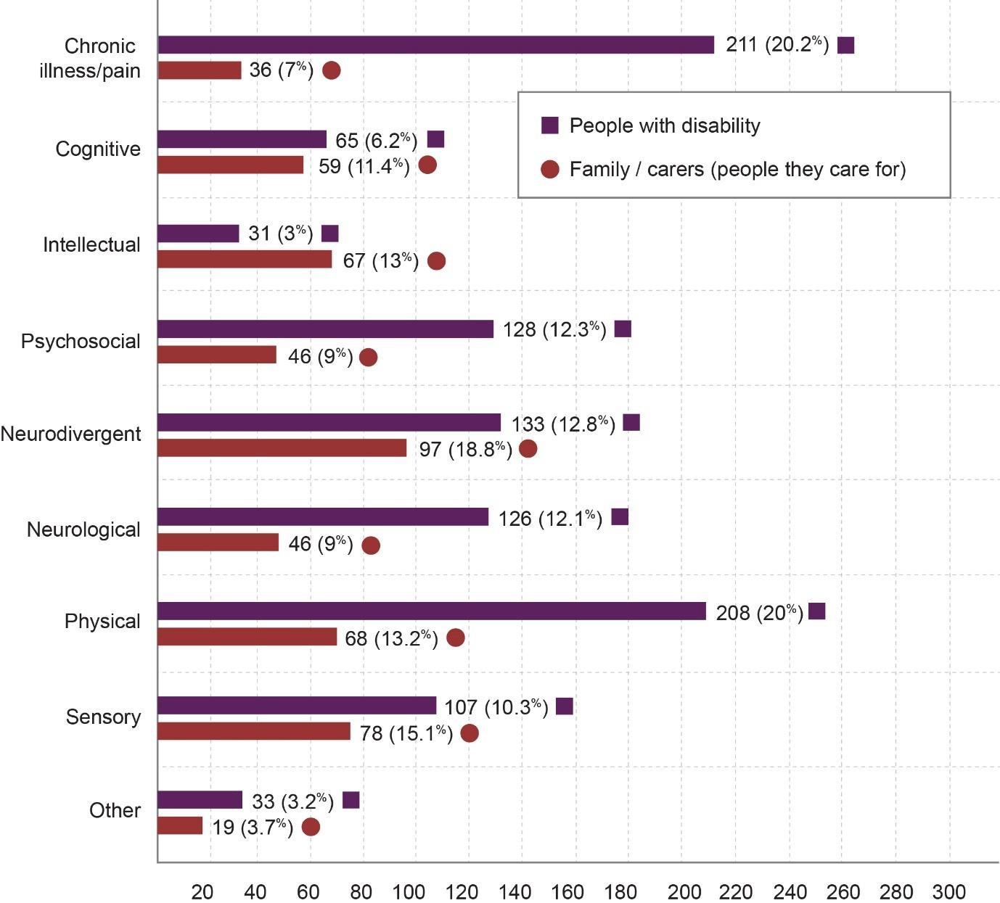 Chronic
illness/pain
211 (20.2%)
36 (7%)
People with disability
Family / carers (people they care for)
Cognitive
65 (6.2%)
59 (11.4%)
Intellectual
31 (3%)
67 (13%)
Psychosocial
128 (12.3%)
46 (9%)
Neurodivergent
133 (12.8%)
97 (18.8%)
Neurological
126 (12.1%)
46 (9%)
Physical
208 (20%)
68 (13.2%)
Sensory
107 (10.3%)
78 (15.1%)
Other
33 (3.2%)
19 (3.7%)
20 40 60 80 100 120 140 160 180 200 220 240 260 280 300